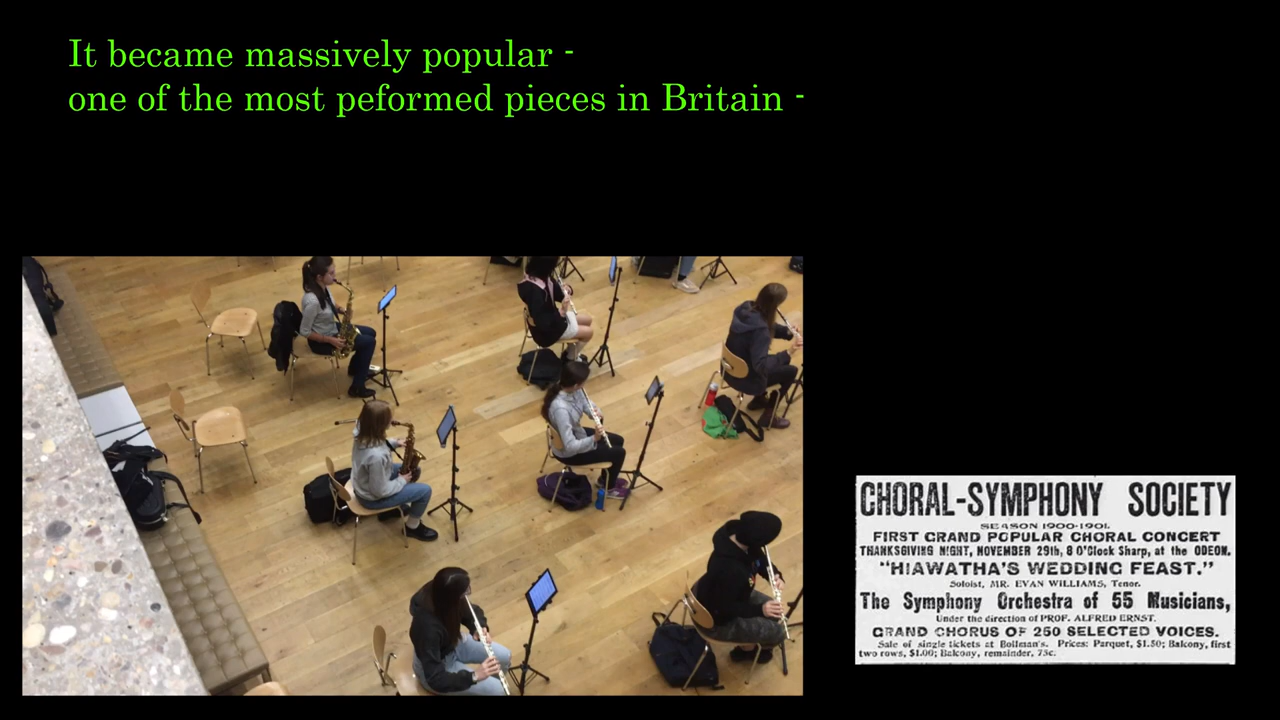 It became massively popular -
one of the most peformed pieces in Britain -
CHORAL-SYMPHONY SOCIETY
SEASON 1900-1901.
FIRST GRAND POPULAR CHORAL CONCERT
THANKSGIVING NIGHT, NOVEMBER 29th, 8 O'Clock Sharp, at the ODEON.
"HIAWATHA'S WEDDING FEAST."
Soloist, MR. EVAN WILLIAMS, Tenor.
The Symphony Orchestra of 55 Musicians,
Under the direction of PROF. ALFRED ERNST.
GRAND CHORUS OF 250 SELECTED VOICES.
Sale of single tickets at Bollman's. Prices: Parquet, $1.50; Balcony, first
two rows, $1.00; Balcony, remainder, 75c.